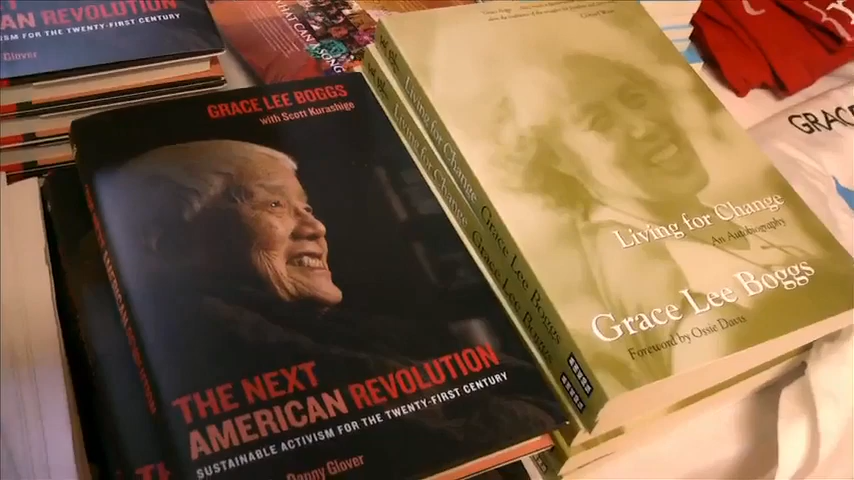 AMERICAN REVOLUTION
ISM FOR THE TWENTY-FIRST CENTURY
Glover
GRACE LEE BOGGS
with Scott Kurashige
THE NEXT
AMERICAN REVOLUTION
SUSTAINABLE ACTIVISM FOR THE TWENTY-FIRST CENTURY
Danny Glover
Living for Change Grace Lee Boggs
Living for Change Grace Lee Boggs
Living for Change
An Autobiography
Grace Lee Boggs
Foreword by Ossie Davis
GRACE